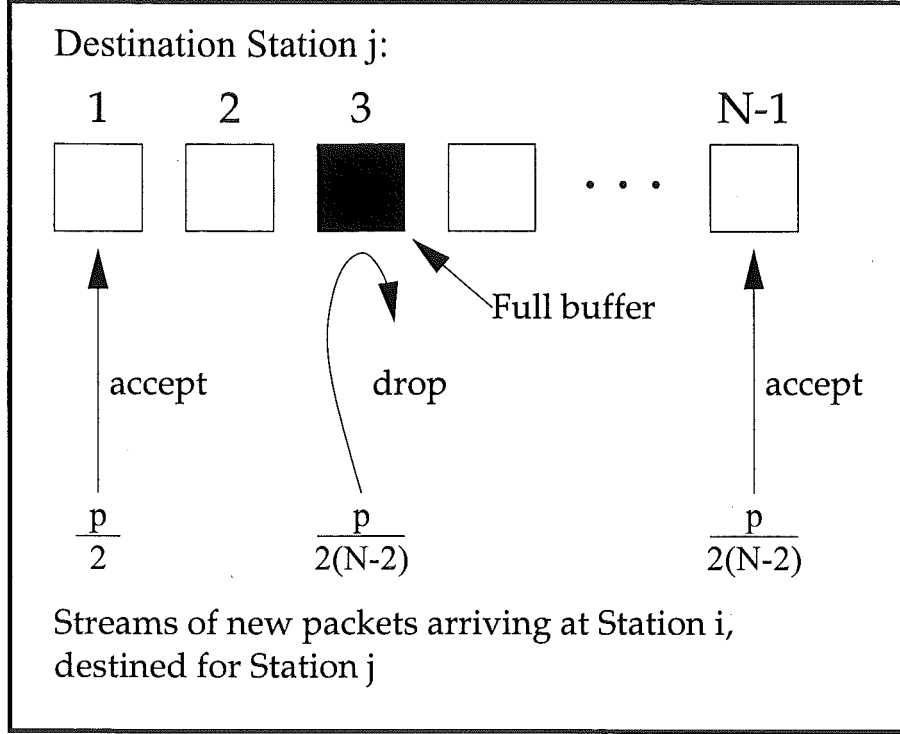 Destination Station j:
1 2 3 N-1
. . .
Full buffer
accept drop accept
p p p
2 2(N-2) 2(N-2)
Streams of new packets arriving at Station i,
destined for Station j